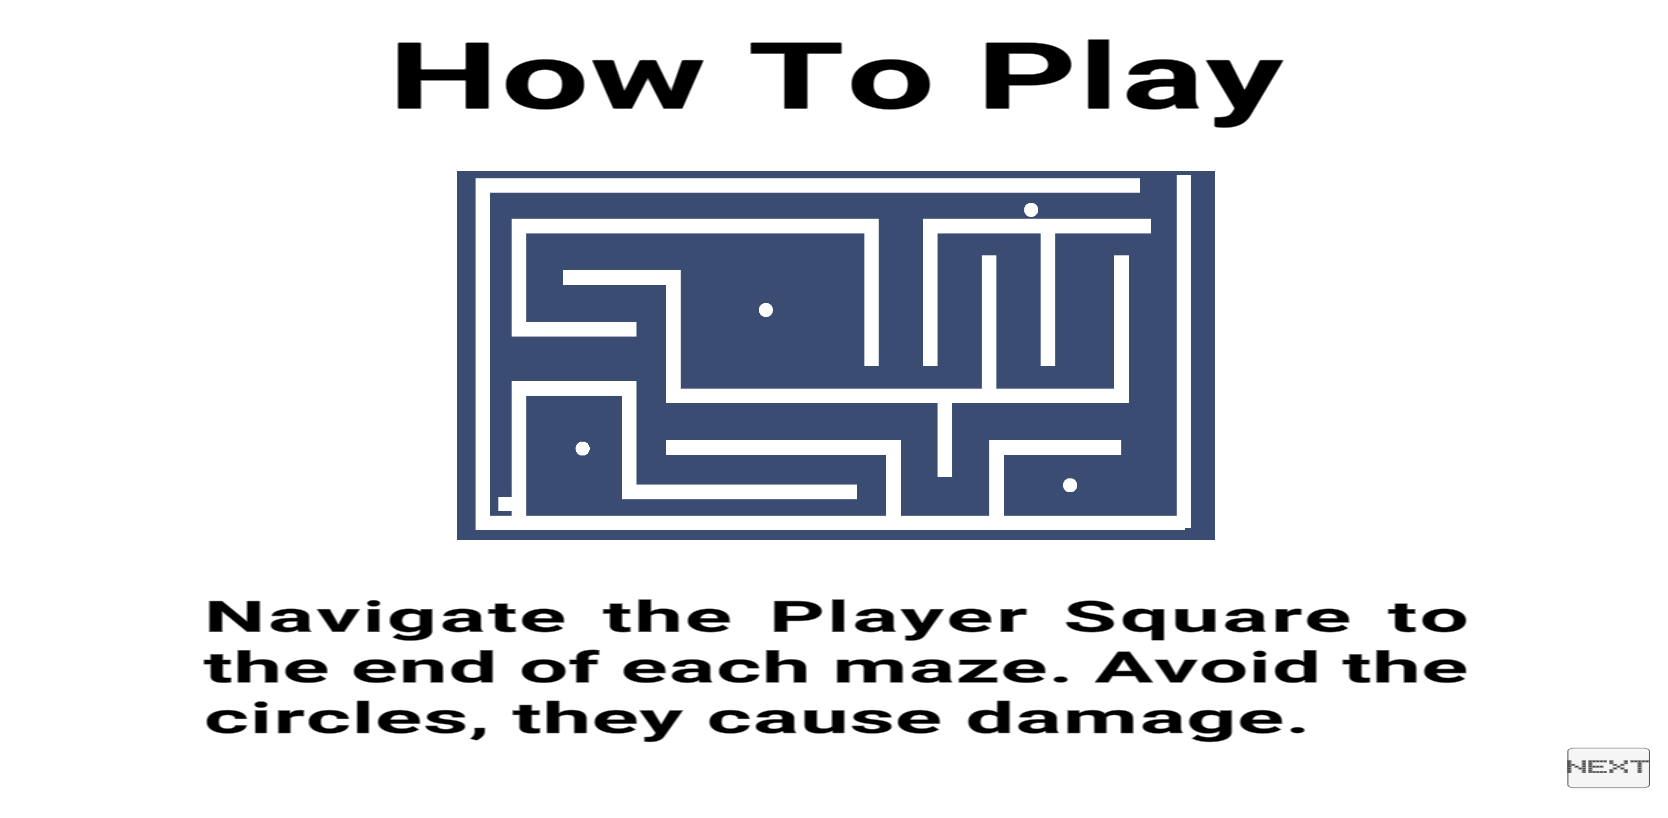 How To Play
Navigate the Player Square to
the end of each maze. Avoid the
circles, they cause damage.
NEXT